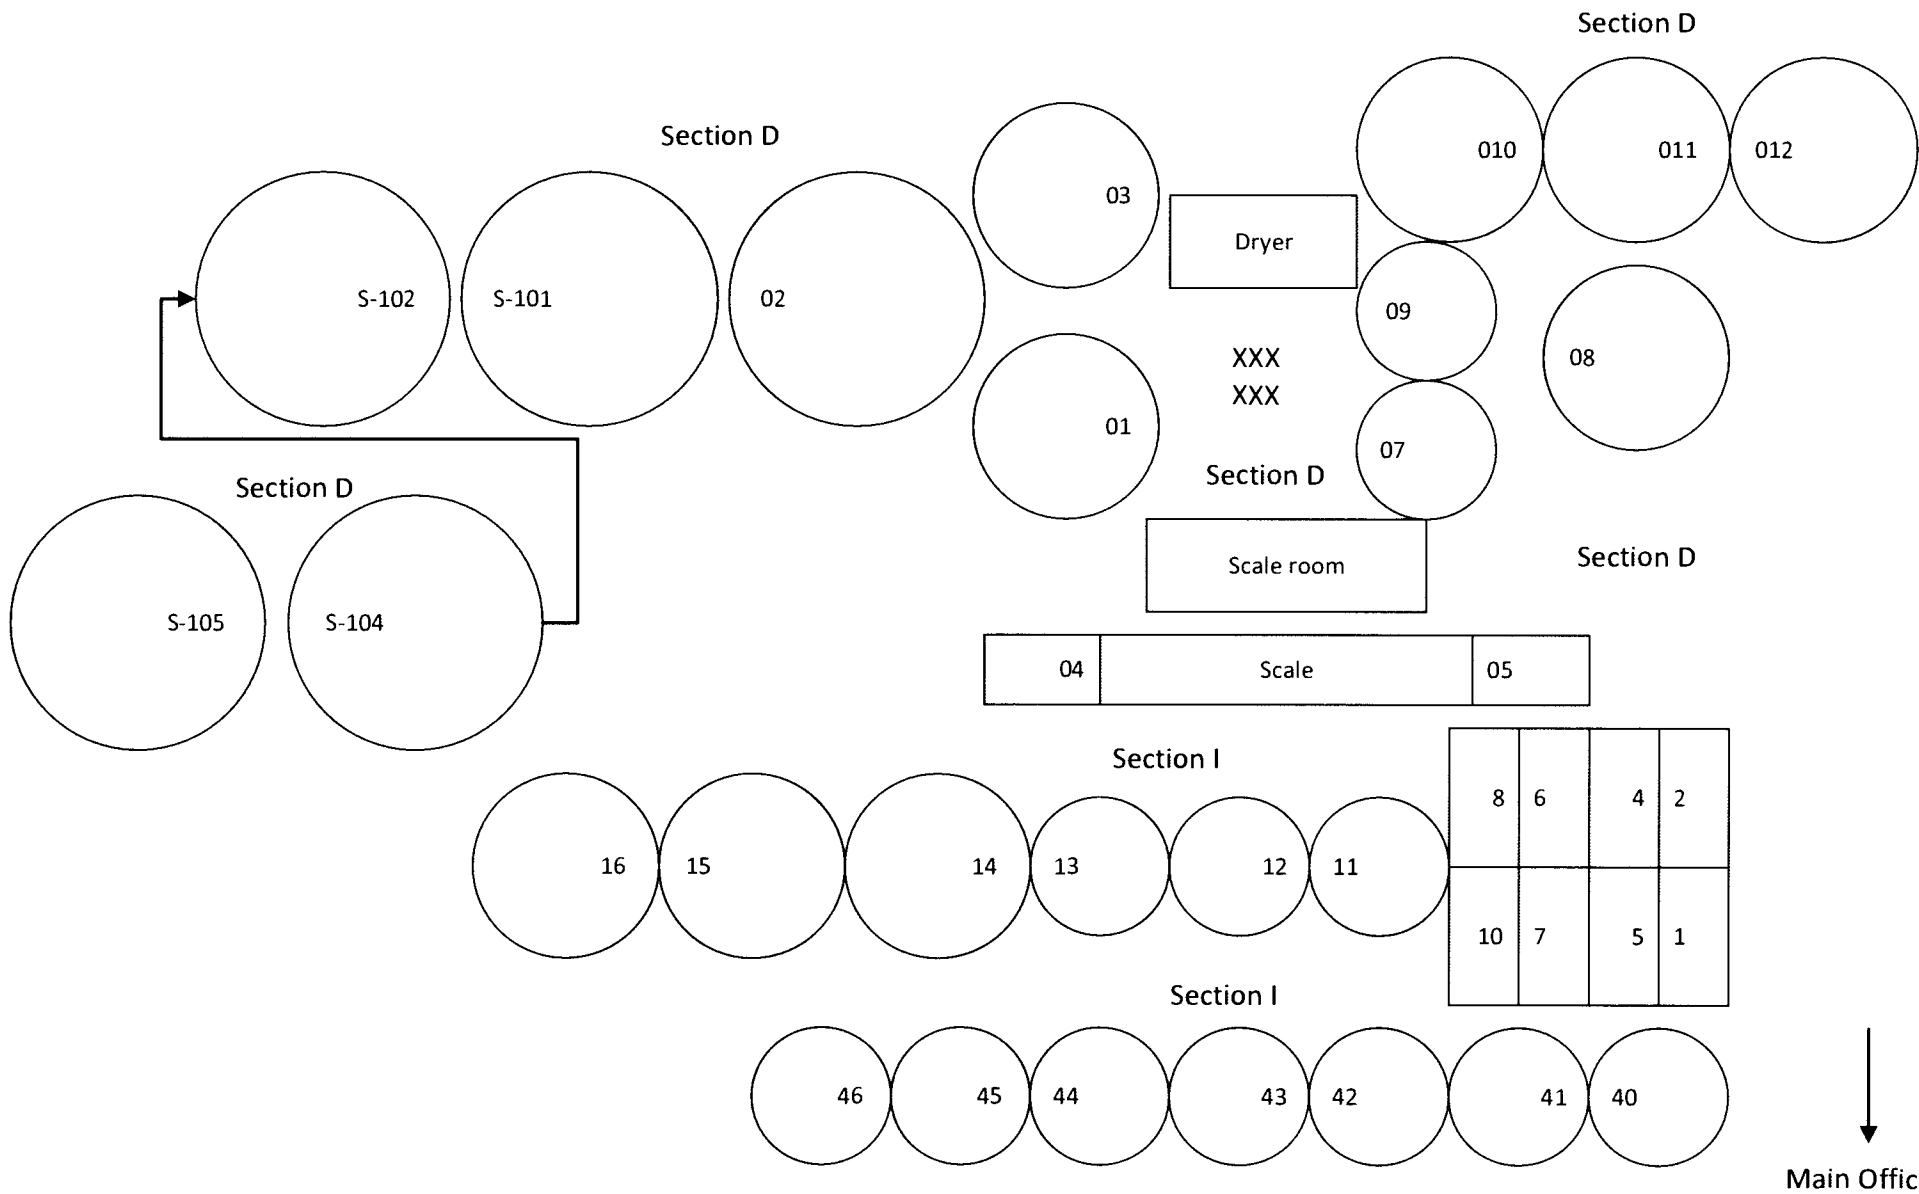 Section D
Section D
010
011
012
03
Dryer
S-102
S-101
02
09
08
XXX
XXX
01
07
Section D
Section D
Scale room
Section D
S-105
S-104
04
Scale
05
Section I
8
6
4
2
16
15
14
13
12
11
10
7
5
1
Section I
46
45
44
43
42
41
40
Main Offic